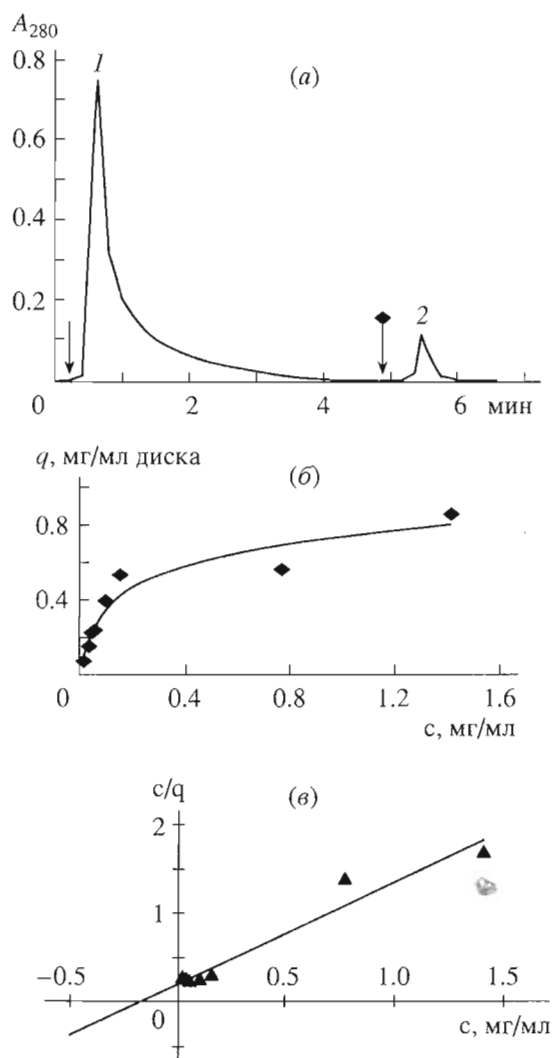 A280
0.8
1
(а)
0.6
0.4
0.2
2
0 2 4 6 мин
q, мг/мл диска
(б)
0.8
0.4
0 0.4 0.8 1.2 1.6
с, мг/мл
c/q
(в)
2
1
−0.5 0.5 1.0 1.5
0
с, мг/мл